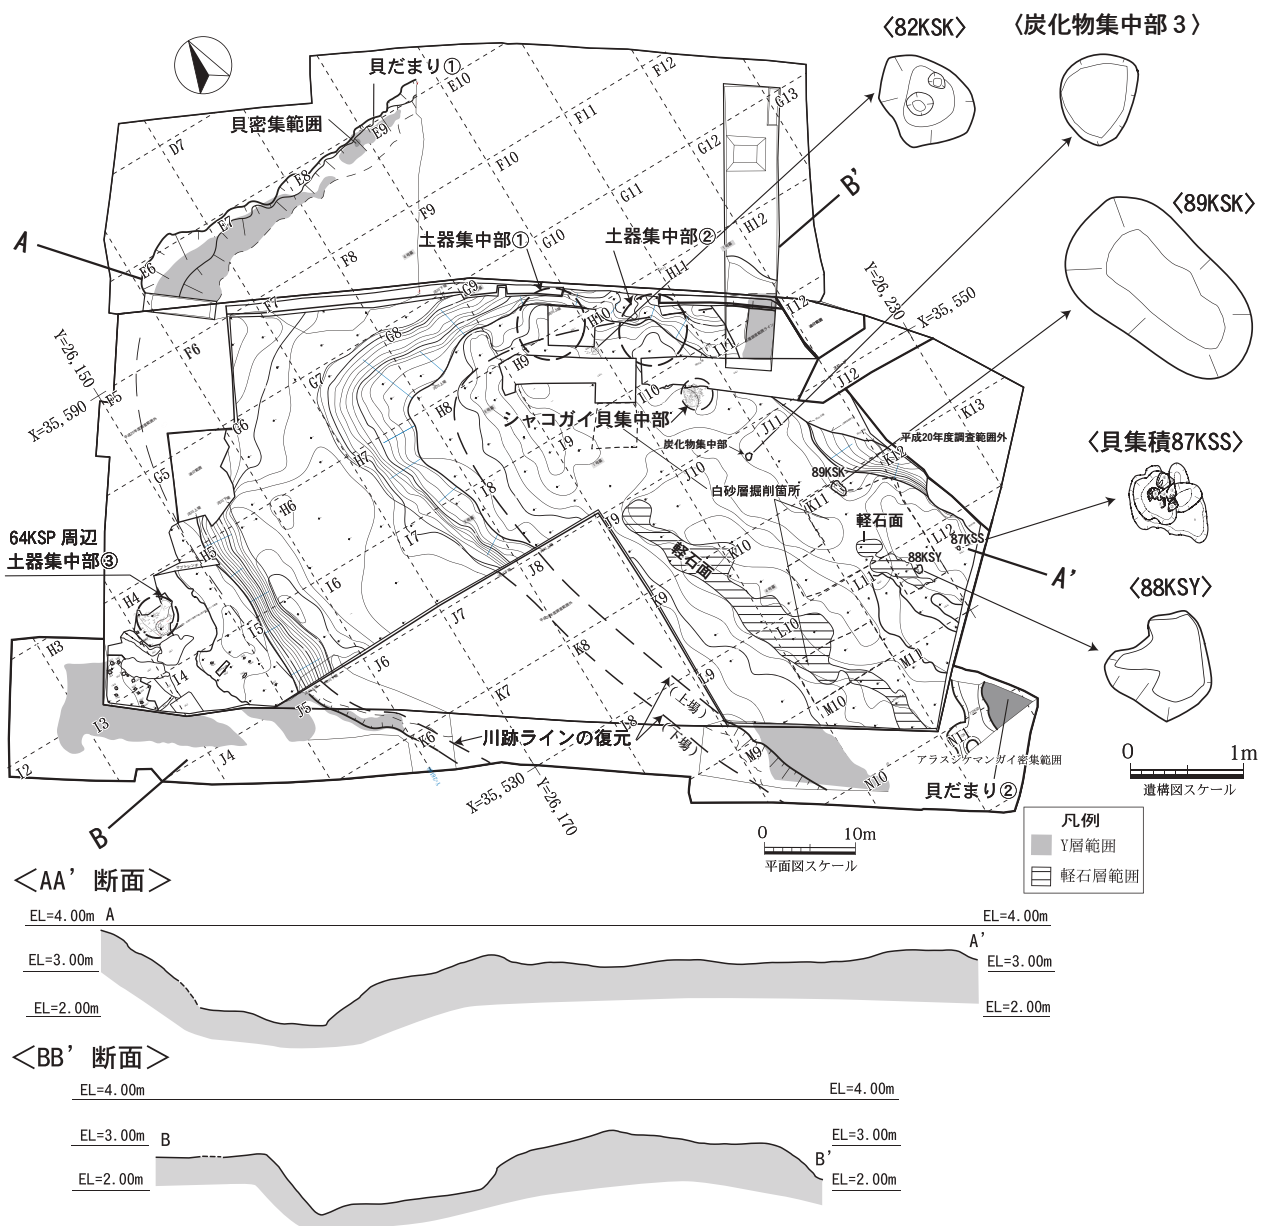 〈82KSK〉
〈炭化物集中部3〉
貝だまり①
貝密集範囲
〈89KSK〉
土器集中部①
土器集中部②
A
B'
D7
E10
F12
G13
E9
F11
G12
E8
F10
G11
H12
E7
F9
G10
H11
E6
F8
F7
G9
H10
I12
Y=26,230
X=35,550
Y=26,150
X=35,590
F6
G8
H9
I11
J12
F5
G7
H8
I10
K13
シャコガイ貝集中部
J11
炭化物集中部
平成20年度調査範囲外
〈貝集積87KSS〉
G6
H7
I9
J10
K12
89KSK
白砂層掘削箇所
K11
G5
H6
I8
J9
軽石面
軽石面
K10
L12
87KSS
64KSP 周辺
土器集中部③
H5
I7
J8
88KSY
L11
A'
〈88KSY〉
H4
I6
J7
K9
L10
M11
I5
K8
H3
I4
J6
K7
L9
M10
(上場)
(下場)
I3
J5
K6
L8
M9
N11
I2
J4
川跡ラインの復元
N10
アラスジケマンガイ密集範囲
貝だまり②
X=35,530
Y=26,170
B
0 1m
遺構図スケール
0 10m
平面図スケール
凡例
Y層範囲
軽石層範囲
＜AA' 断面＞
EL=4.00m A
EL=4.00m
A'
EL=3.00m
EL=3.00m
EL=2.00m
EL=2.00m
＜BB' 断面＞
EL=4.00m
EL=4.00m
EL=3.00m B
EL=3.00m
B'
EL=2.00m
EL=2.00m